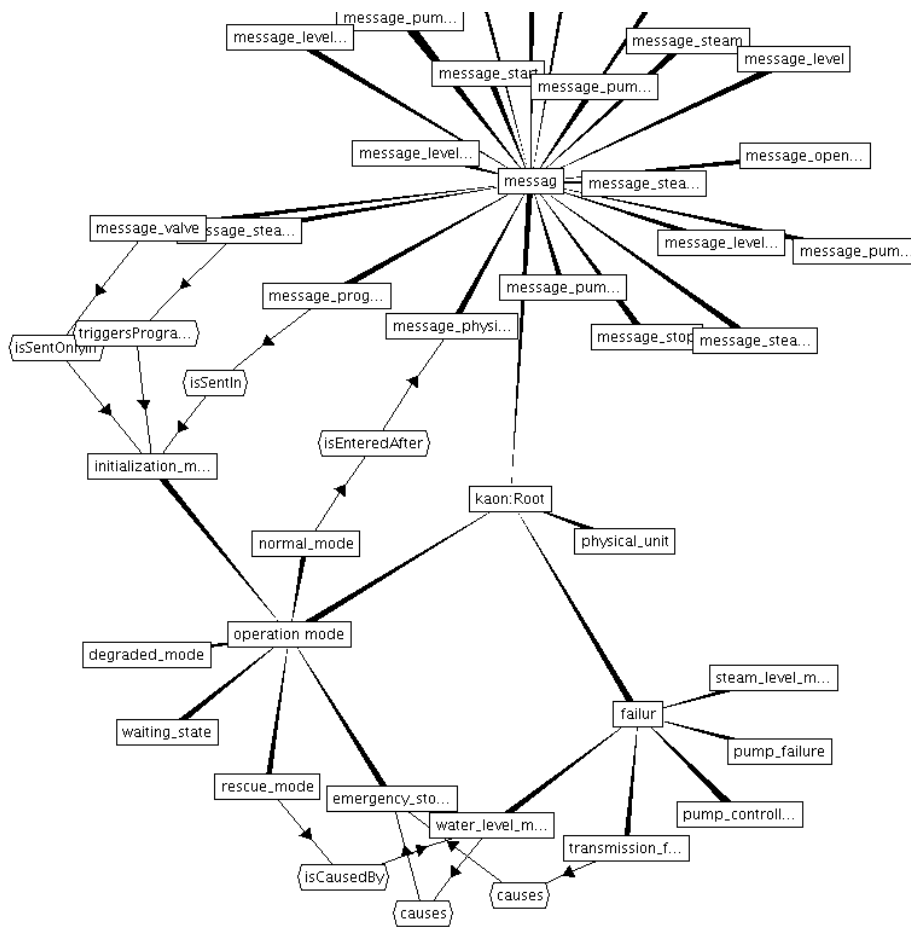 message_pum...
message_level...
message_steam
message_level
message_start
message_pum...
message_level...
message_open...
messag
message_stea...
message_valve
ssage_stea...
message_level...
message_pum...
message_prog...
message_pum...
message_physi...
triggersProgra...
isSentOnlyIn
message_stop
message_stea...
isSentIn
isEnteredAfter
initialization_m...
kaon:Root
normal_mode
physical_unit
operation mode
degraded_mode
steam_level_m...
failur
waiting_state
pump_failure
rescue_mode
emergency_sto...
pump_controll...
water_level_m...
transmission_f...
isCausedBy
causes
causes